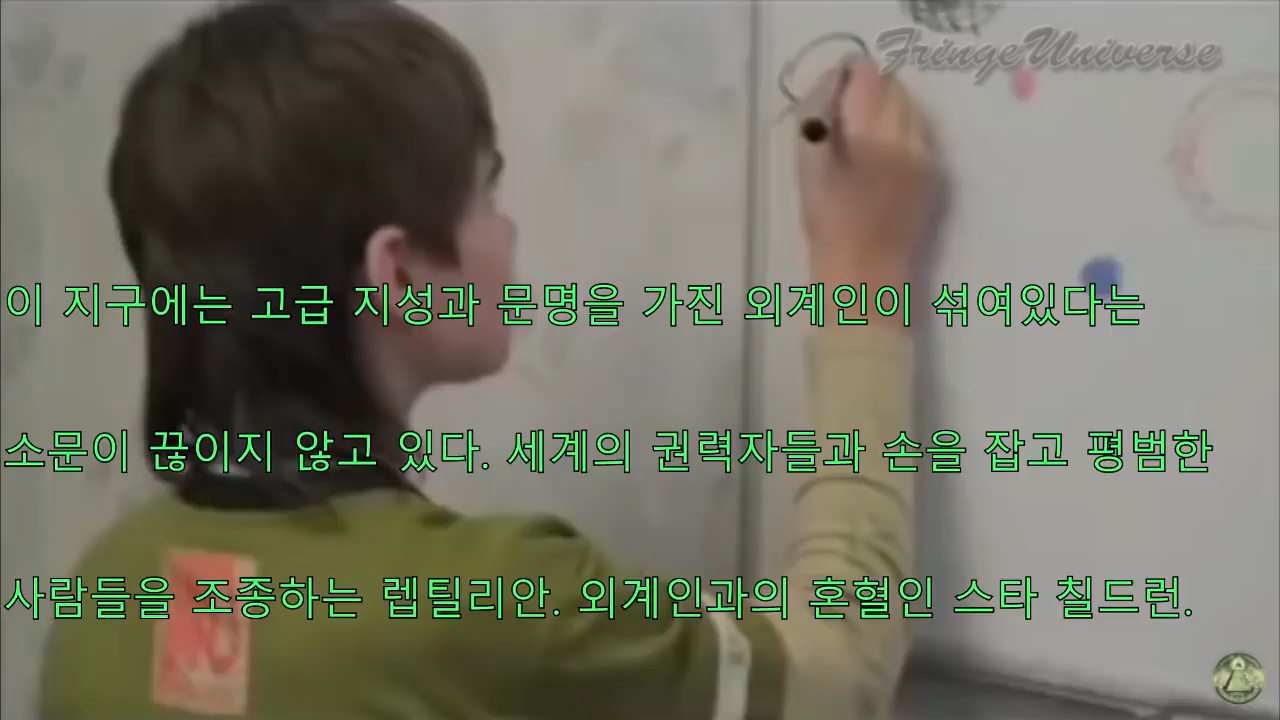 FringeUniverse
이 지구에는 고급 지성과 문명을 가진 외계인이 섞여있다는
소문이 끊이지 않고 있다. 세계의 권력자들과 손을 잡고 평범한
사람들을 조종하는 렙틸리안. 외계인과의 혼혈인 스타 칠드런.